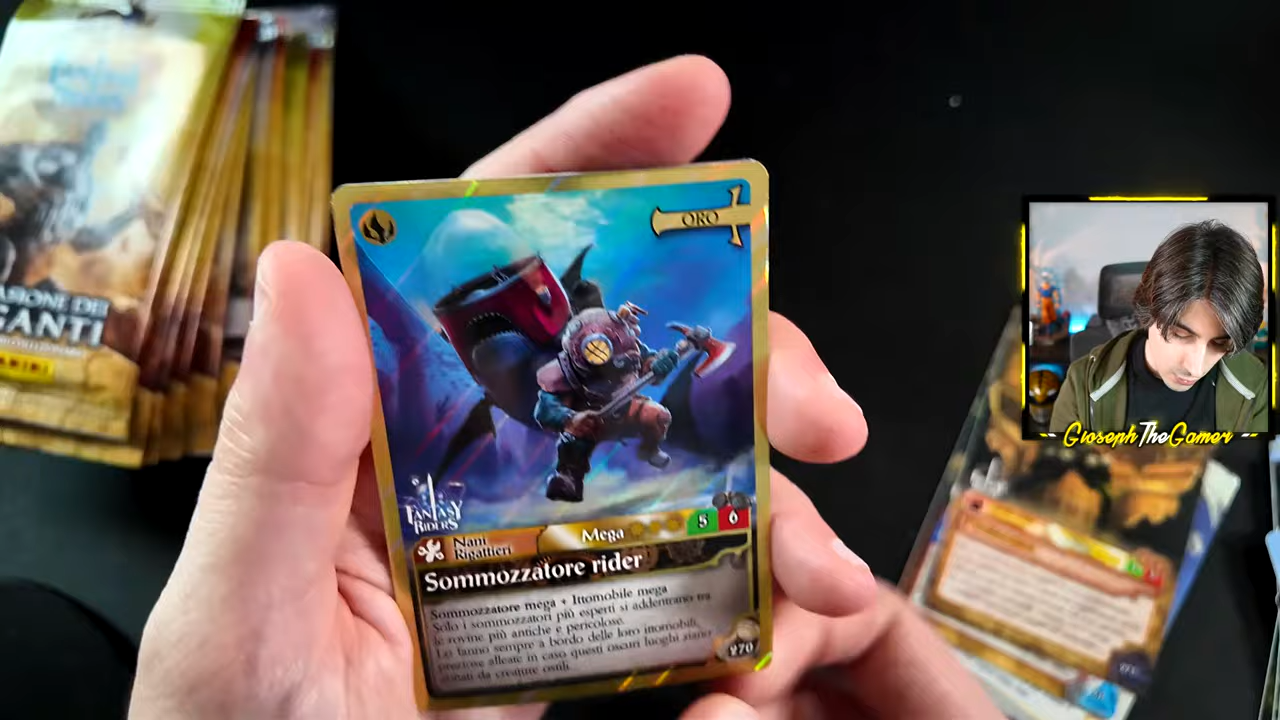 ORO
FANTASY
RIDERS
Nani
Rigattieri
Mega
5
6
Sommozzatore rider
Sommozzatore mega + Ittomobile mega
Solo i sommozzatori più esperti si addentrano tra
le rovine più antiche e pericolose.
Lo fanno sempre a bordo delle loro ittomobili,
preziose alleate in caso questi oscuri luoghi siano
abitati da creature ostili.
270
GIGANTI
PANINI
GiosephTheGamer